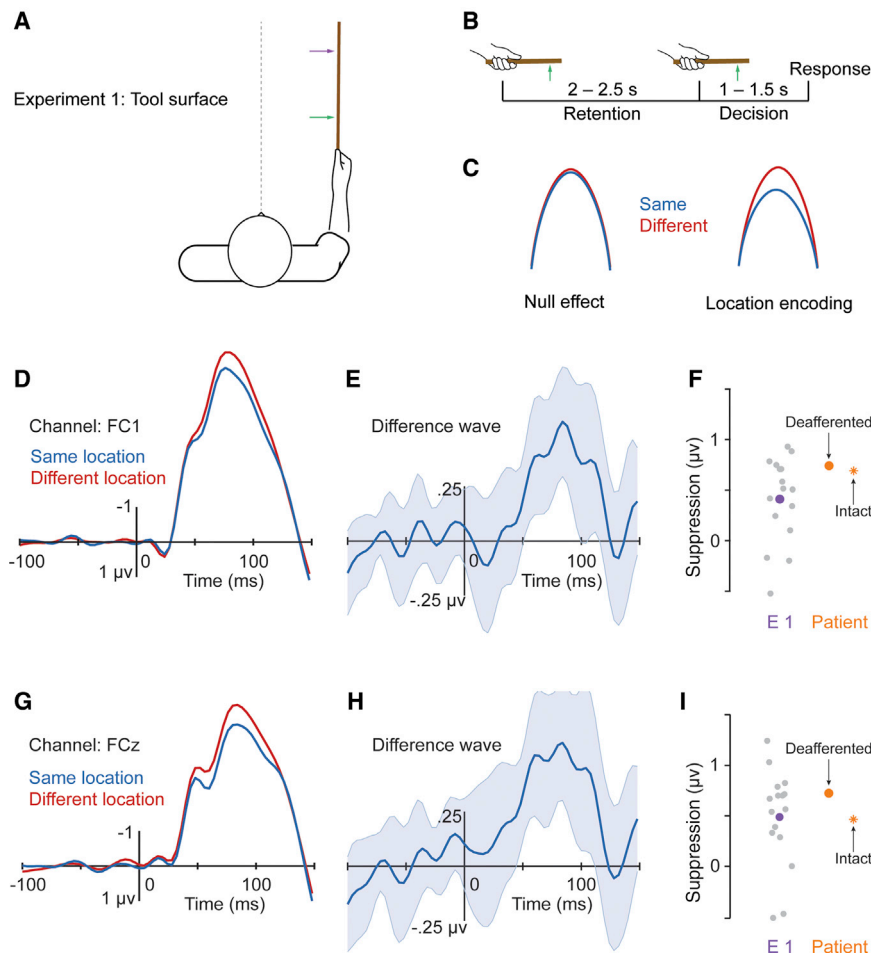 A
Experiment 1: Tool surface
B
Response
2 – 2.5 s
1 – 1.5 s
Retention
Decision
C
Same
Different
Null effect
Location encoding
D
Channel: FC1
Same location
Different location
-1
-100
0
100
1 µv
Time (ms)
E
Difference wave
.25
0
100
Time (ms)
-.25 µv
F
Suppression (µv)
1
0
Deafferented
Intact
E 1
Patient
G
Channel: FCz
Same location
Different location
-1
-100
0
100
1 µv
Time (ms)
H
Difference wave
.25
0
100
Time (ms)
-.25 µv
I
Suppression (µv)
1
0
Deafferented
Intact
E 1
Patient